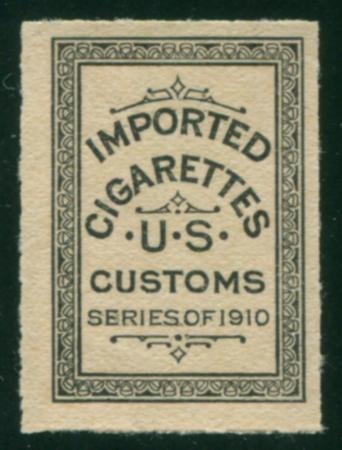 IMPORTED
CIGARETTES
·U·S·
CUSTOMS
SERIES OF 1910